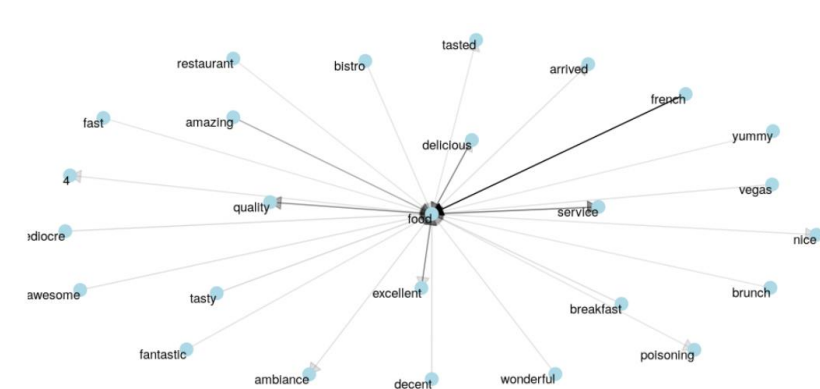 tasted
restaurant
bistro
arrived
french
fast
amazing
yummy
delicious
4
vegas
quality
service
food
ediocre
nice
awesome
tasty
excellent
brunch
breakfast
fantastic
poisoning
ambiance
decent
wonderful